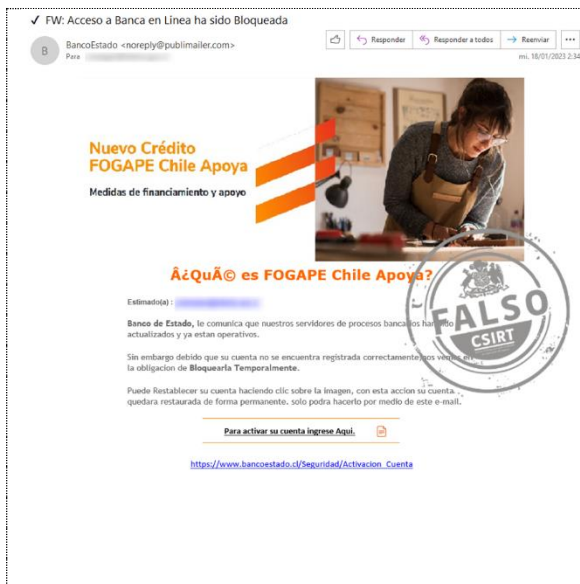 ✓ FW: Acceso a Banca en Linea ha sido Bloqueada
B
BancoEstado <noreply@publimailer.com>
Para
Responder
Responder a todos
Reenviar
mi. 18/01/2023 2:34
Nuevo Crédito
FOGAPE Chile Apoya
Medidas de financiamiento y apoyo
Â¿QuÃ© es FOGAPE Chile Apoya?
FALSO
CSIRT
Estimado(a) :
Banco de Estado, le comunica que nuestros servidores de procesos bancarios han sido
actualizados y ya estan operativos.
Sin embargo debido que su cuenta no se encuentra registrada correctamente, nos vemos en
la obligacion de Bloquearla Temporalmente.
Puede Restablecer su cuenta haciendo clic sobre la imagen, con esta accion su cuenta
quedara restaurada de forma permanente. solo podra hacerlo por medio de este e-mail.
Para activar su cuenta ingrese Aqui.
https://www.bancoestado.cl/Seguridad/Activacion_Cuenta